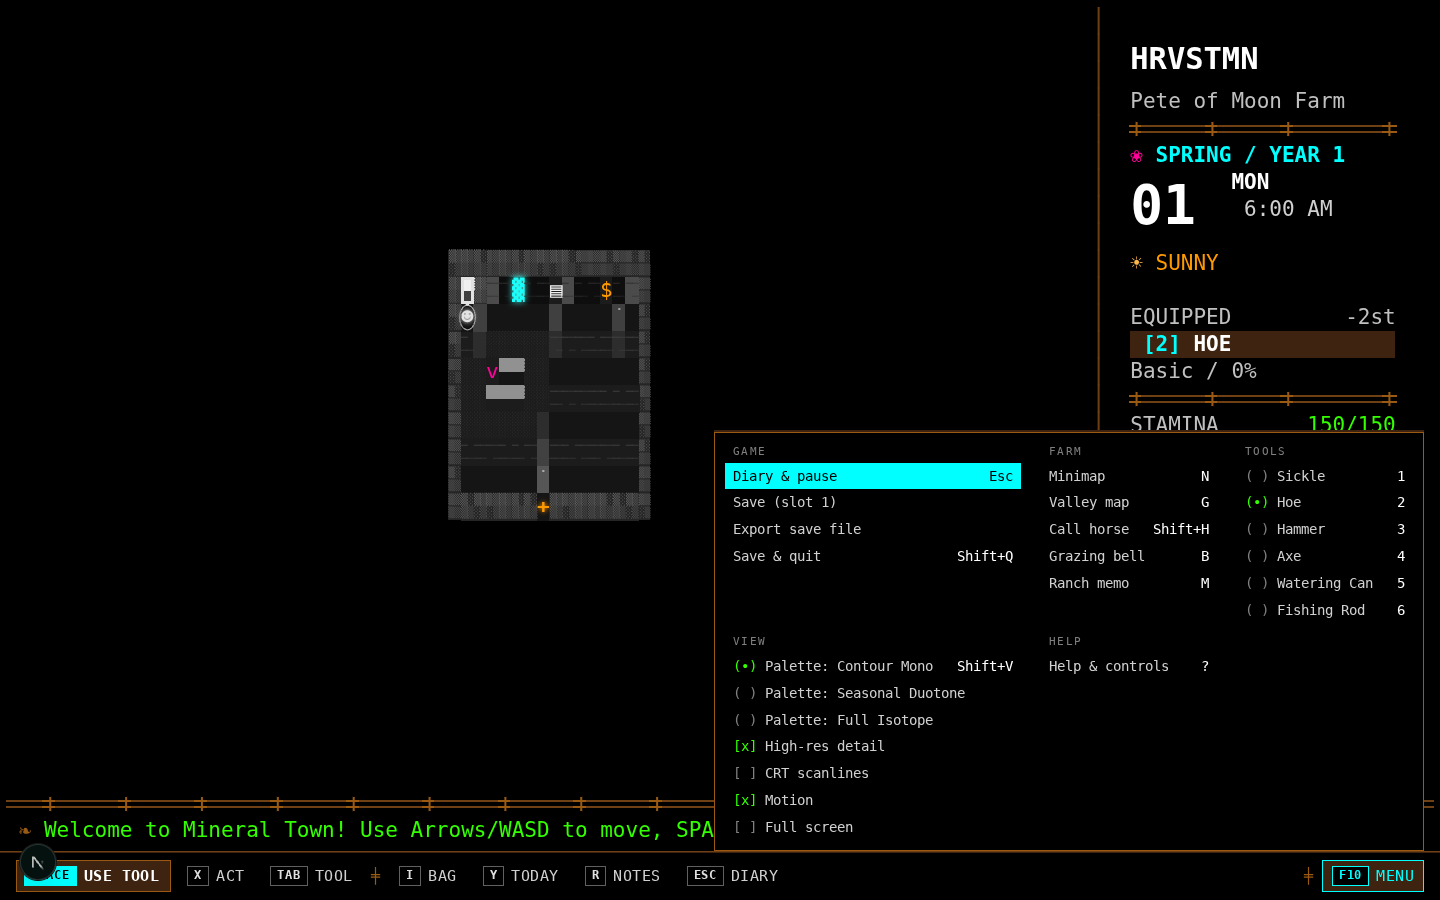 HRVSTMN
Pete of Moon Farm
❀ SPRING / YEAR 1
01 MON
6:00 AM
☀ SUNNY
EQUIPPED -2st
[2] HOE
Basic / 0%
STAMINA 150/150
$
v
+
GAME
Diary & pause Esc
Save (slot 1)
Export save file
Save & quit Shift+Q
FARM
Minimap N
Valley map G
Call horse Shift+H
Grazing bell B
Ranch memo M
TOOLS
( ) Sickle 1
(•) Hoe 2
( ) Hammer 3
( ) Axe 4
( ) Watering Can 5
( ) Fishing Rod 6
VIEW
(•) Palette: Contour Mono Shift+V
( ) Palette: Seasonal Duotone
( ) Palette: Full Isotope
[x] High-res detail
[ ] CRT scanlines
[x] Motion
[ ] Full screen
HELP
Help & controls ?
❧ Welcome to Mineral Town! Use Arrows/WASD to move, SPA
USE TOOL X ACT TAB TOOL I BAG Y TODAY R NOTES ESC DIARY F10 MENU